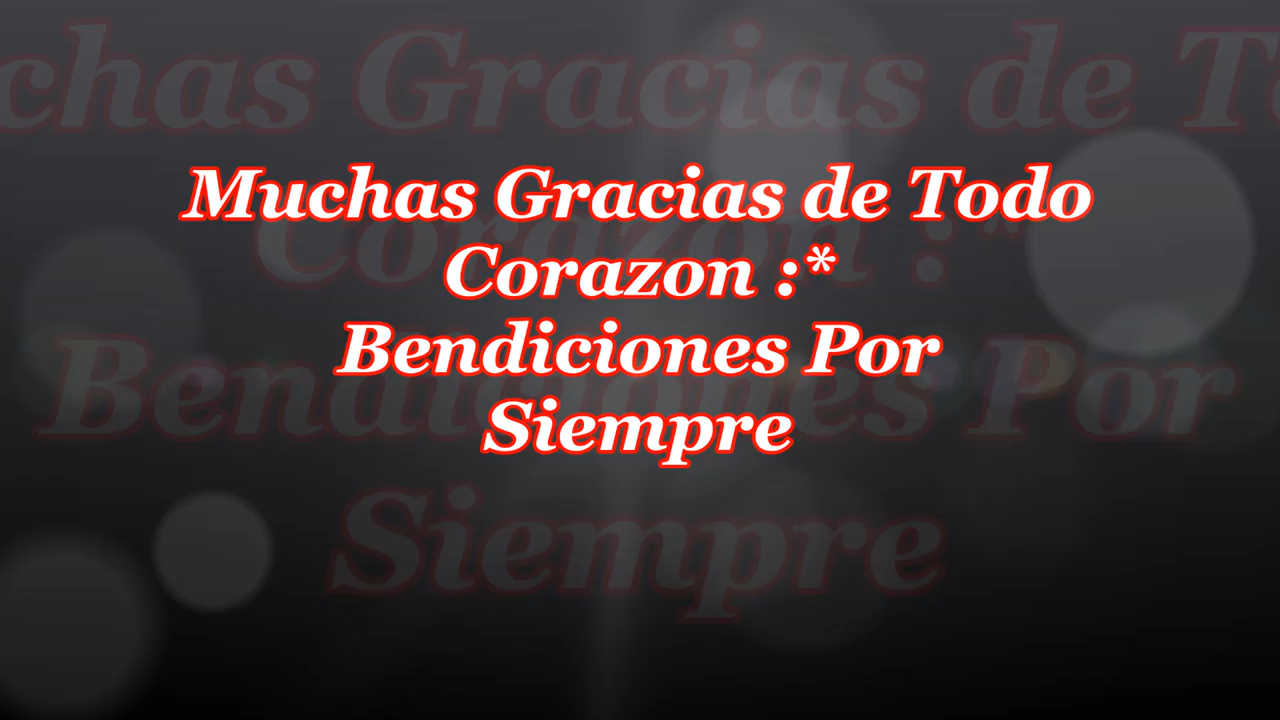 Muchas Gracias de Todo
Corazon :*
Bendiciones Por
Siempre